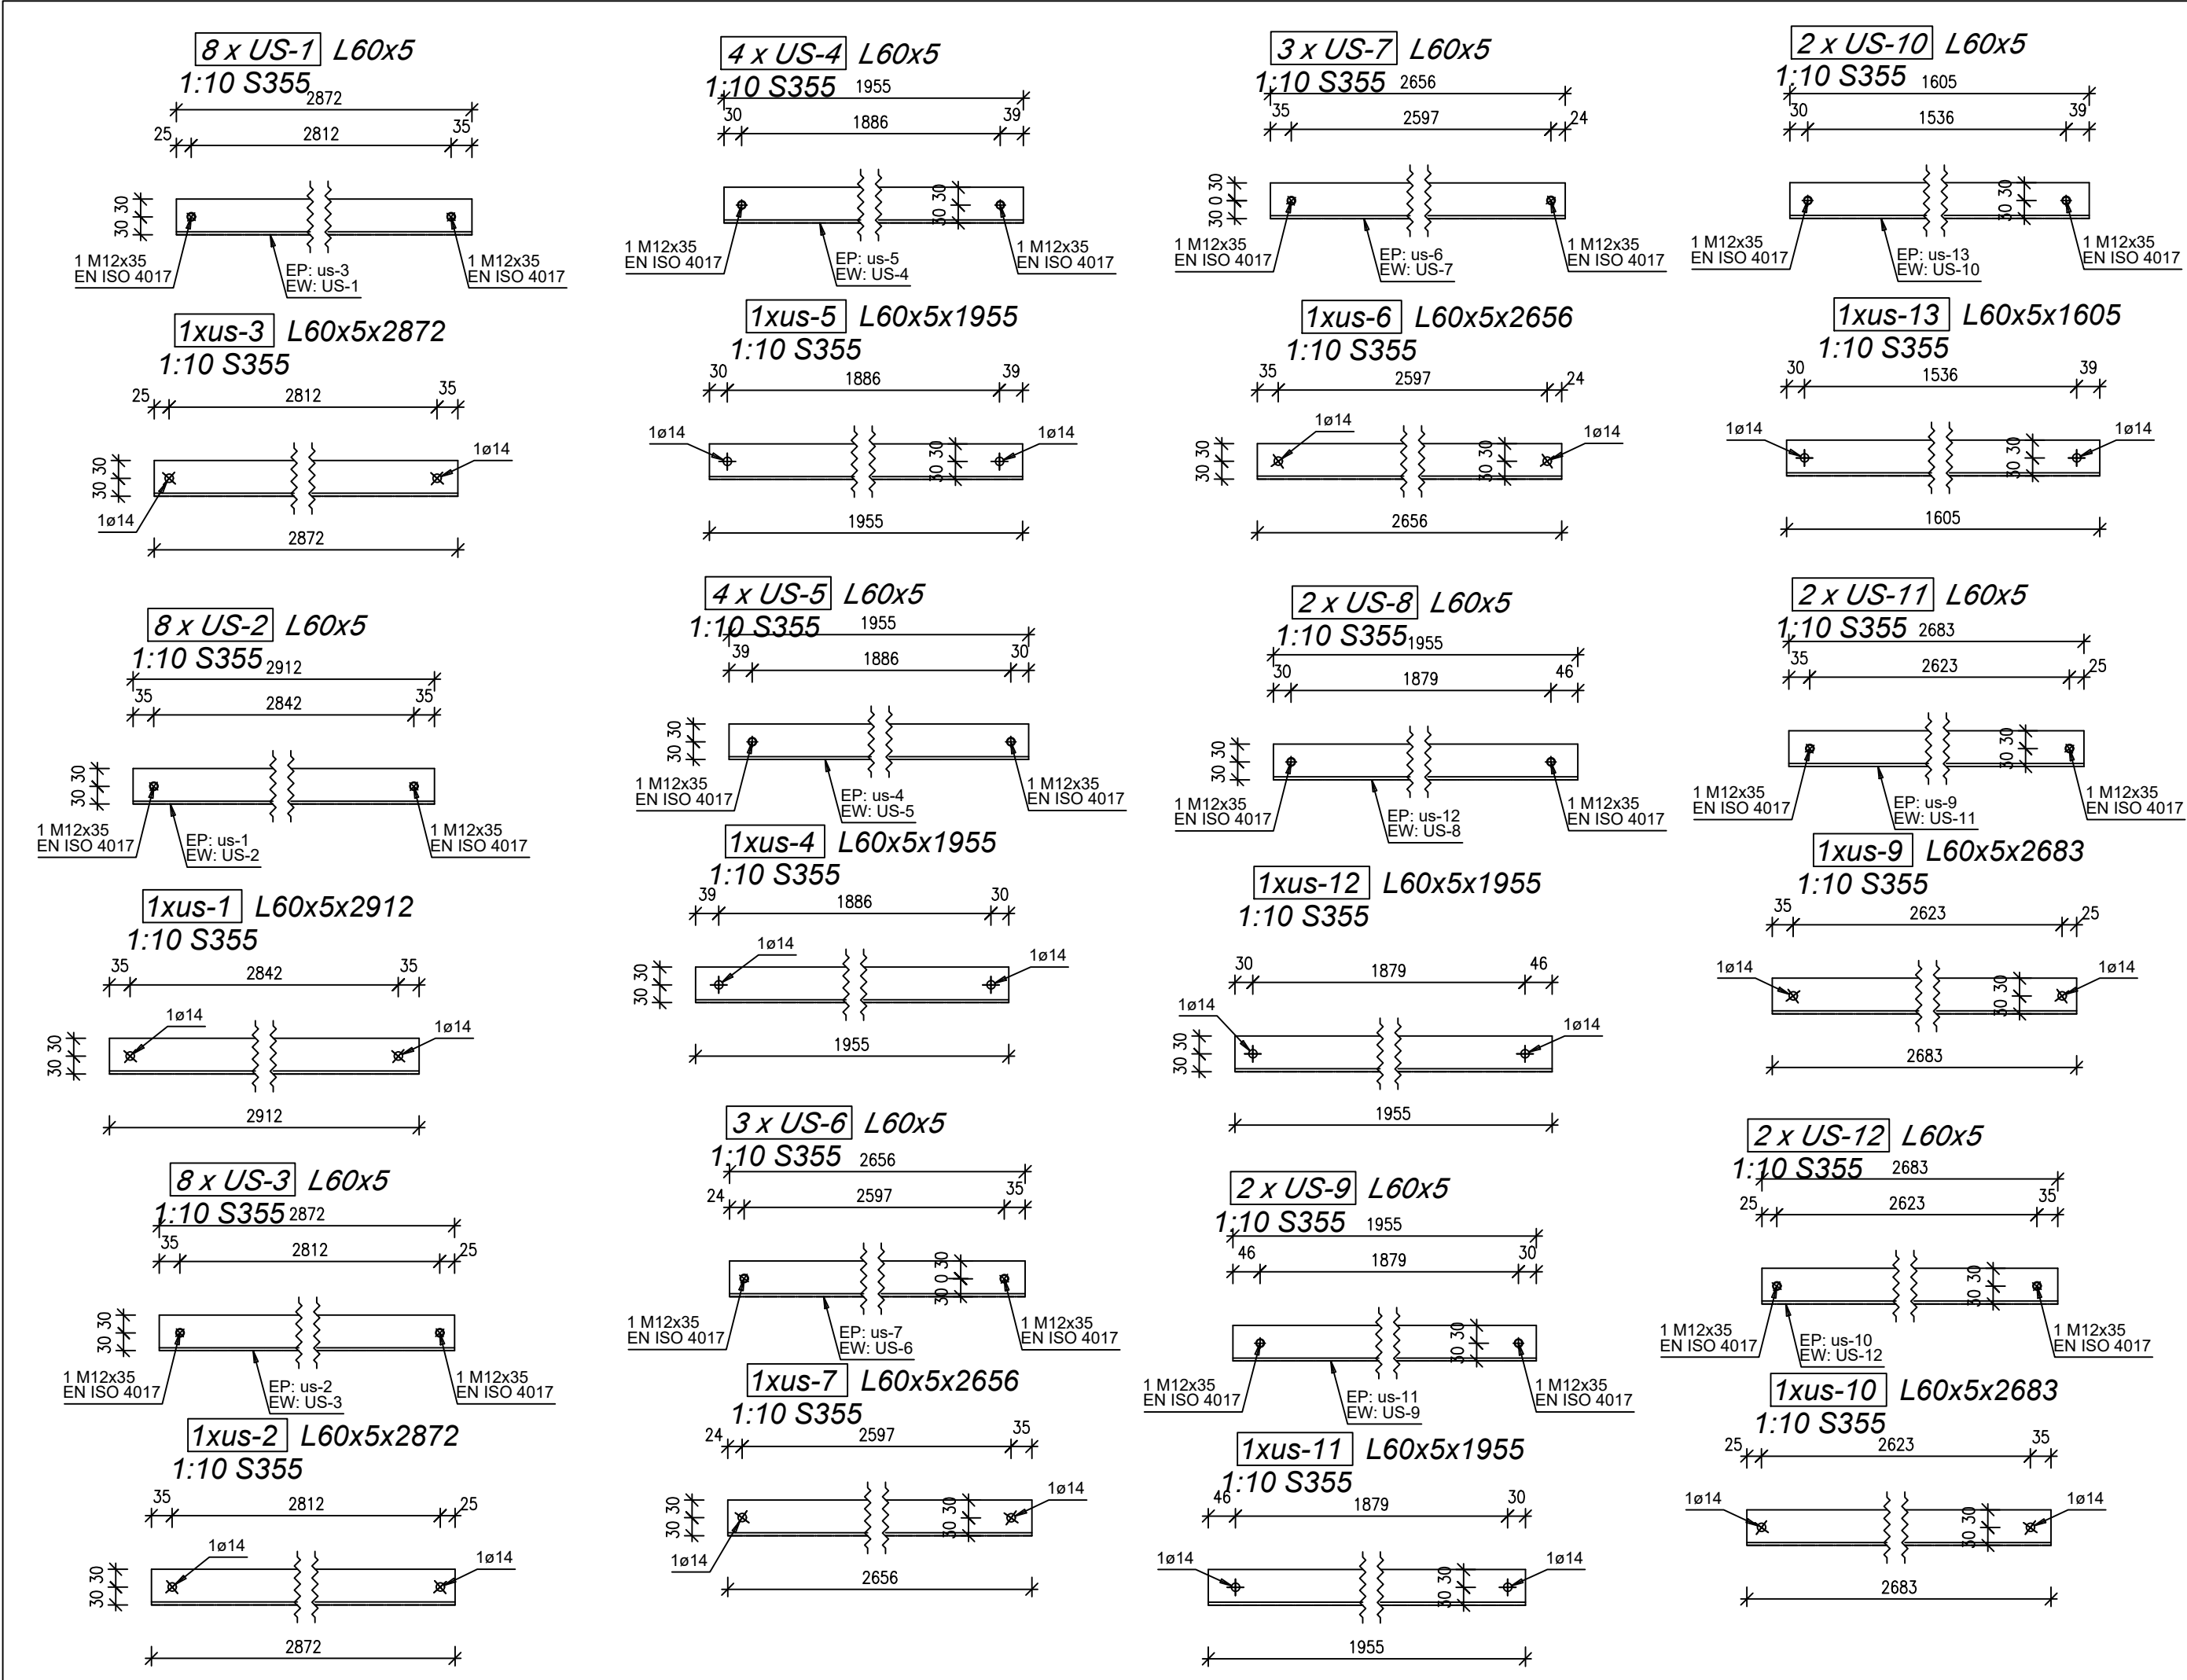 8 x US-1 L60x5
1:10 S355
2872
25 2812 35
30 30
1 M12x35
EN ISO 4017
EP: us-3
EW: US-1
1 M12x35
EN ISO 4017
1xus-3 L60x5x2872
1:10 S355
25 2812 35
30 30
1ø14
1ø14
2872
8 x US-2 L60x5
1:10 S355
2912
35 2842 35
30 30
1 M12x35
EN ISO 4017
EP: us-1
EW: US-2
1 M12x35
EN ISO 4017
1xus-1 L60x5x2912
1:10 S355
35 2842 35
1ø14
1ø14
30 30
2912
8 x US-3 L60x5
1:10 S355
2872
35 2812 25
30 30
1 M12x35
EN ISO 4017
EP: us-2
EW: US-3
1 M12x35
EN ISO 4017
1xus-2 L60x5x2872
1:10 S355
35 2812 25
1ø14
1ø14
30 30
2872
4 x US-4 L60x5
1:10 S355
1955
30 1886 39
30 30
1 M12x35
EN ISO 4017
EP: us-5
EW: US-4
1 M12x35
EN ISO 4017
1xus-5 L60x5x1955
1:10 S355
30 1886 39
1ø14
1ø14
30 30
1955
4 x US-5 L60x5
1:10 S355
1955
39 1886 30
30 30
1 M12x35
EN ISO 4017
EP: us-4
EW: US-5
1 M12x35
EN ISO 4017
1xus-4 L60x5x1955
1:10 S355
39 1886 30
1ø14
1ø14
30 30
1955
3 x US-6 L60x5
1:10 S355
2656
24 2597 35
30 0 30
1 M12x35
EN ISO 4017
EP: us-7
EW: US-6
1 M12x35
EN ISO 4017
1xus-7 L60x5x2656
1:10 S355
24 2597 35
1ø14
30 30
30 30
1ø14
2656
3 x US-7 L60x5
1:10 S355
2656
35 2597 24
30 0 30
1 M12x35
EN ISO 4017
EP: us-6
EW: US-7
1 M12x35
EN ISO 4017
1xus-6 L60x5x2656
1:10 S355
35 2597 24
1ø14
1ø14
30 30
30 30
2656
2 x US-8 L60x5
1:10 S355
1955
30 1879 46
30 30
1 M12x35
EN ISO 4017
EP: us-12
EW: US-8
1 M12x35
EN ISO 4017
1xus-12 L60x5x1955
1:10 S355
30 1879 46
1ø14
1ø14
30 30
1955
2 x US-9 L60x5
1:10 S355
1955
46 1879 30
30 30
1 M12x35
EN ISO 4017
EP: us-11
EW: US-9
1 M12x35
EN ISO 4017
1xus-11 L60x5x1955
1:10 S355
46 1879 30
1ø14
1ø14
30 30
1955
2 x US-10 L60x5
1:10 S355
1605
30 1536 39
30 30
1 M12x35
EN ISO 4017
EP: us-13
EW: US-10
1 M12x35
EN ISO 4017
1xus-13 L60x5x1605
1:10 S355
30 1536 39
1ø14
1ø14
30 30
1605
2 x US-11 L60x5
1:10 S355
2683
35 2623 25
30 30
1 M12x35
EN ISO 4017
EP: us-9
EW: US-11
1 M12x35
EN ISO 4017
1xus-9 L60x5x2683
1:10 S355
35 2623 25
1ø14
1ø14
30 30
2683
2 x US-12 L60x5
1:10 S355
2683
25 2623 35
30 30
1 M12x35
EN ISO 4017
EP: us-10
EW: US-12
1 M12x35
EN ISO 4017
1xus-10 L60x5x2683
1:10 S355
25 2623 35
1ø14
1ø14
30 30
2683